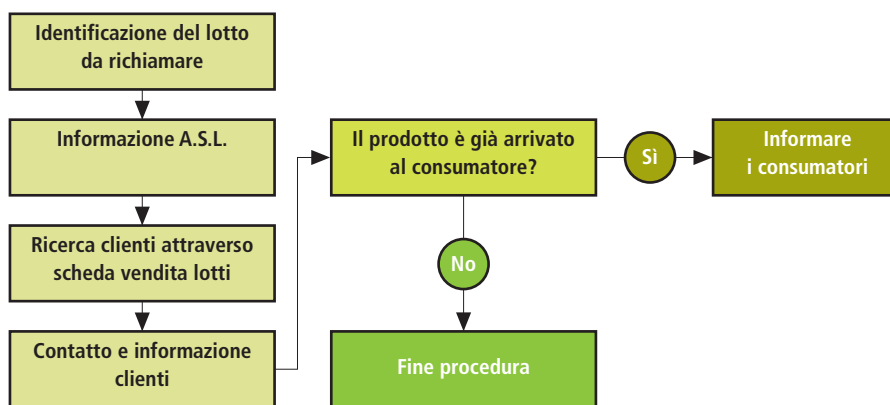 Identificazione del lotto
da richiamare
Informazione A.S.L.
Ricerca clienti attraverso
scheda vendita lotti
Contatto e informazione
clienti
Il prodotto è già arrivato
al consumatore?
Sì
Informare
i consumatori
No
Fine procedura